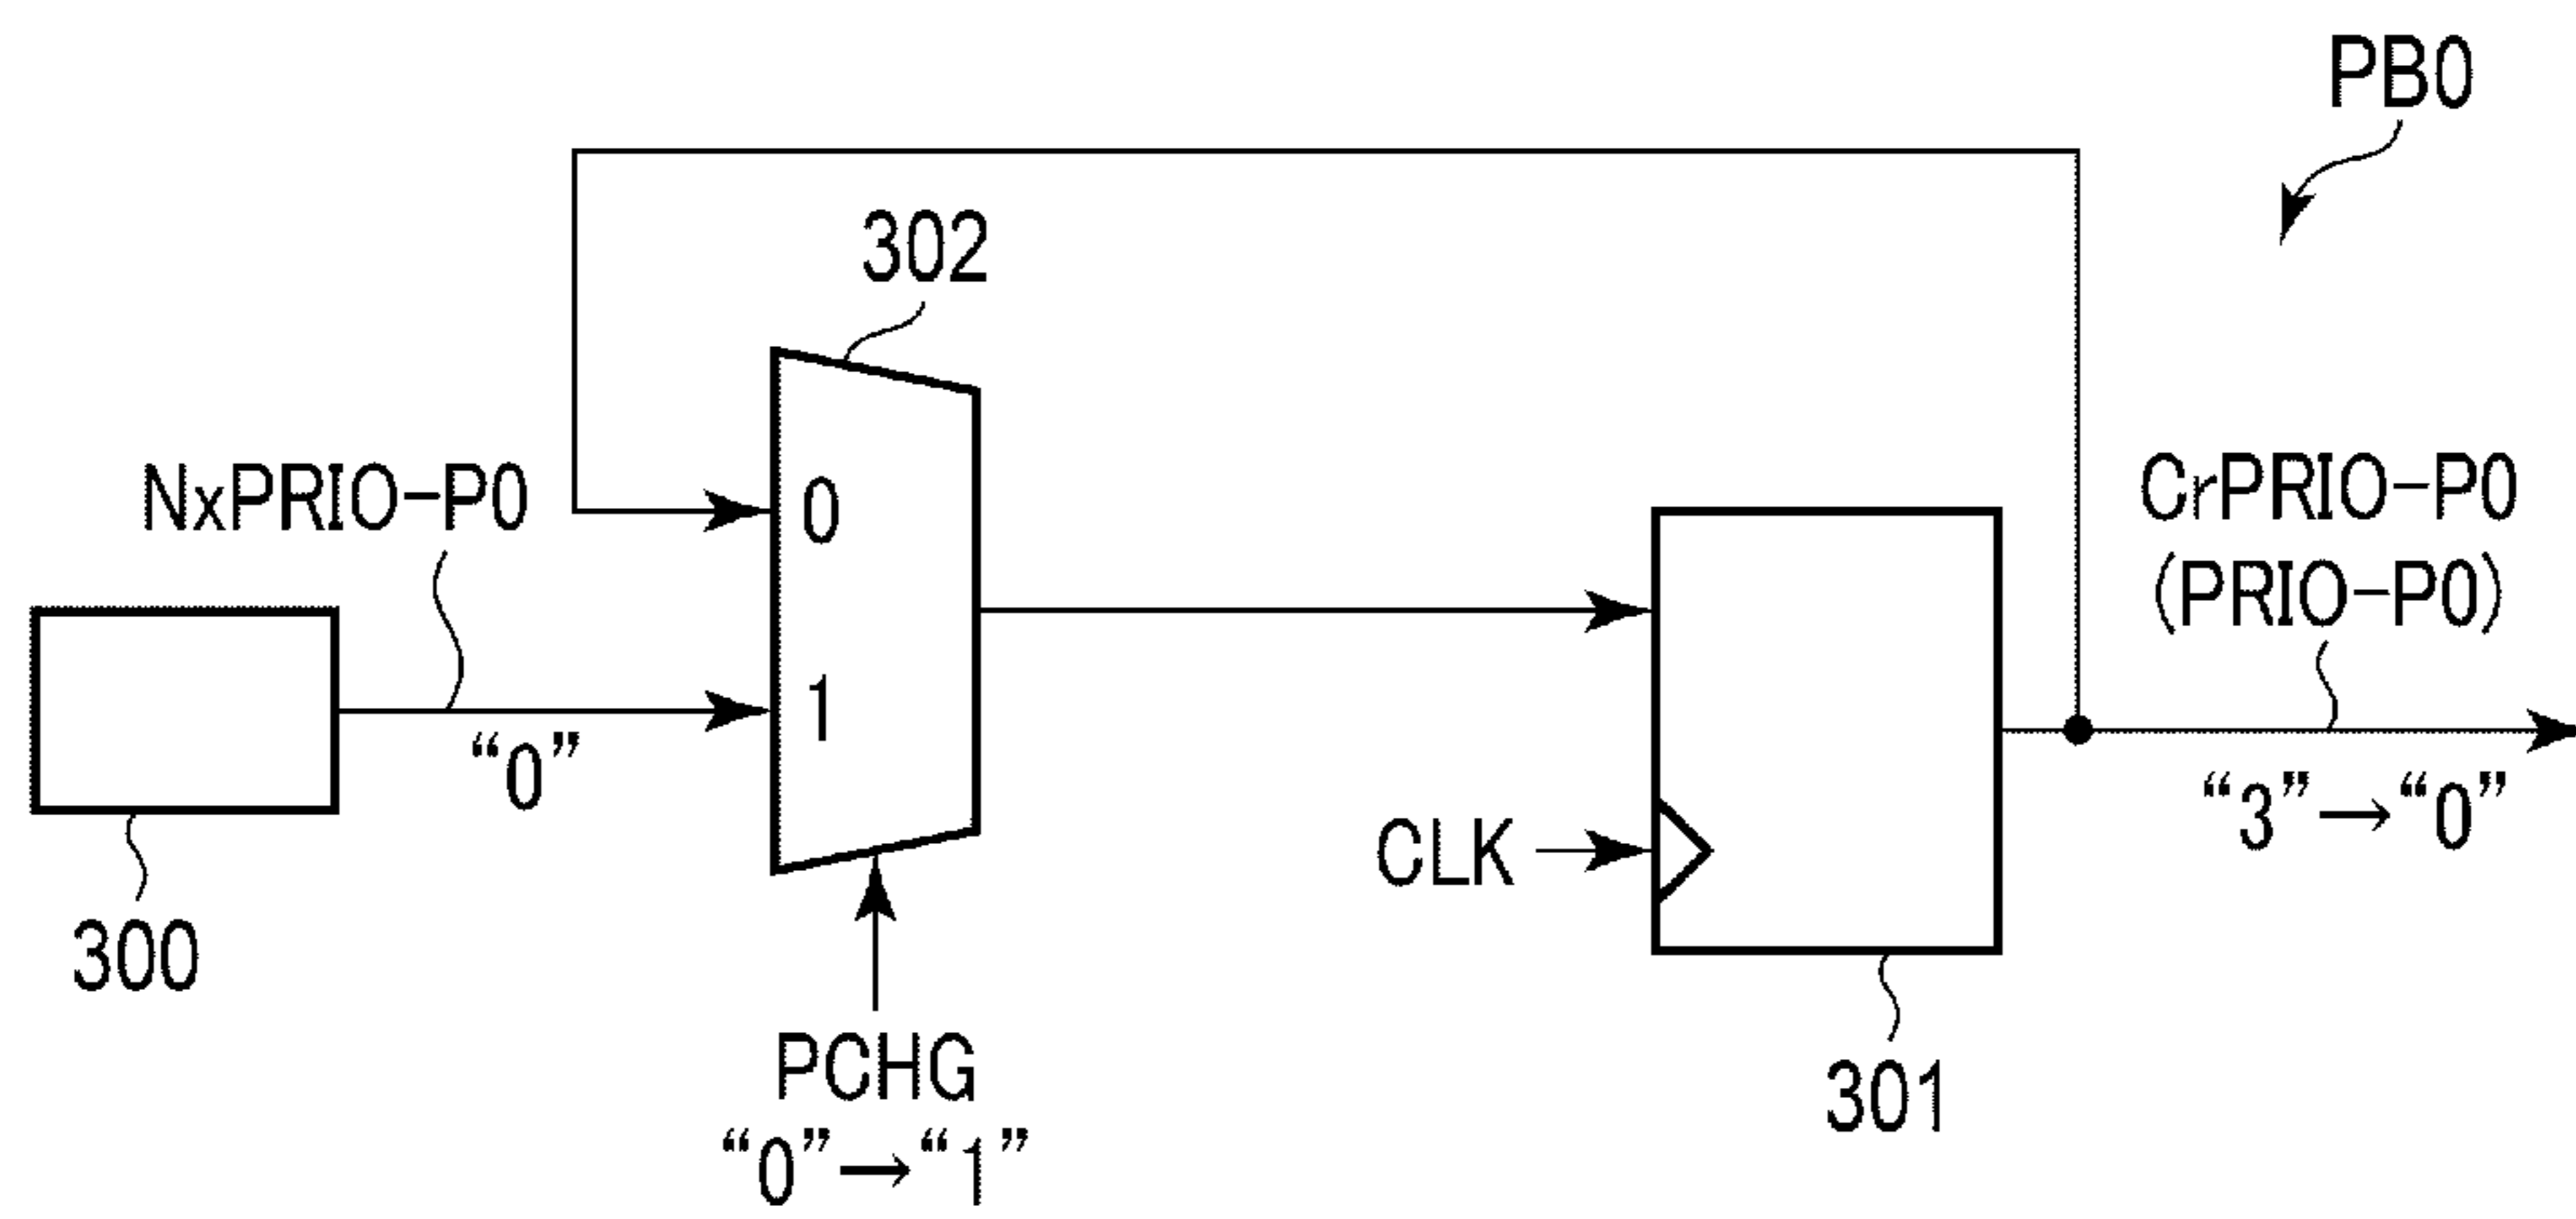 PB0
302
NxPRIO-P0
0
CrPRIO-P0
(PRIO-P0)
1
“0”
“3”→“0”
CLK
300
PCHG
“0”→“1”
301